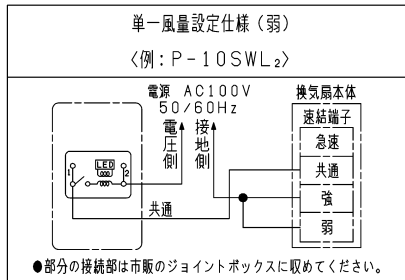 単一風量設定仕様（弱）
〈例：P－10SWL₂〉
電源 AC100V
50/60Hz
電圧側
接地側
換気扇本体
速結端子
急速
共通
強
弱
LED
1
2
共通
●部分の接続部は市販のジョイントボックスに収めてください。